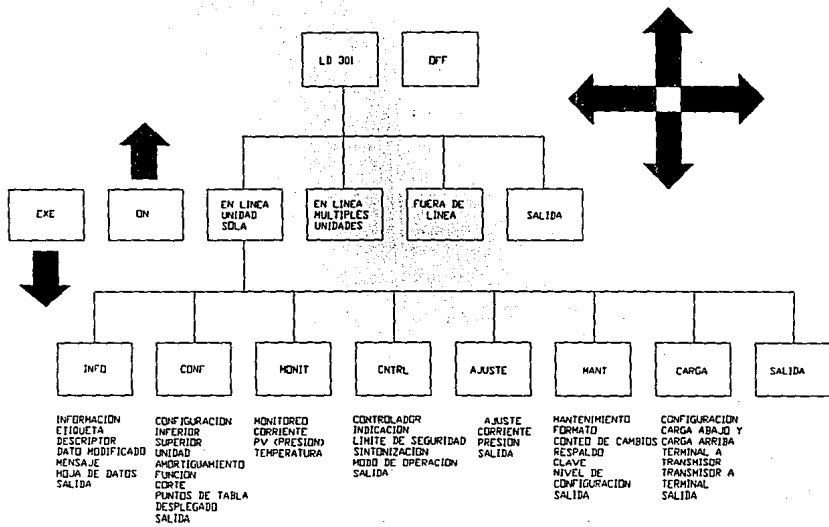 LD 301
OFF
EXE
ON
EN LINEA
UNIDAD
SOLA
EN LINEA
MULTIPLES
UNIDADES
FUERA DE
LINEA
SALIDA
INFO
CONF
MONIT
CNTRL
AJUSTE
MANT
CARGA
SALIDA
INFORMACION
ETIQUETA
DESCRIPTOR
DATO MODIFICADO
MENSAJE
HOJA DE DATOS
SALIDA
CONFIGURACION
INFERIOR
SUPERIOR
UNIDAD
AMORTIGUAMIENTO
FUNCION
CORTE
PUNTOS DE TABLA
DESPLEGADO
SALIDA
MONITOREO
CORRIENTE
PV (PRESION)
TEMPERATURA
CONTROLADOR
INDICACION
LIMITE DE SEGURIDAD
SINTONIZACION
MODO DE OPERACION
SALIDA
AJUSTE
CORRIENTE
PRESION
SALIDA
MANTENIMIENTO
FORMATO
CONTEO DE CAMBIOS
RESPALDO
CLAVE
NIVEL DE
CONFIGURACION
SALIDA
CONFIGURACION
CARGA ABAJO Y
CARGA ARRIBA
TERMINAL A
TRANSMISOR
TRANSMISOR A
TERMINAL
SALIDA